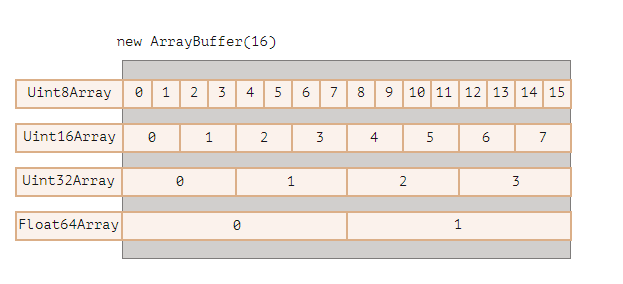 new ArrayBuffer(16)
Uint8Array 0 1 2 3 4 5 6 7 8 9 10 11 12 13 14 15
Uint16Array 0 1 2 3 4 5 6 7
Uint32Array 0 1 2 3
Float64Array 0 1